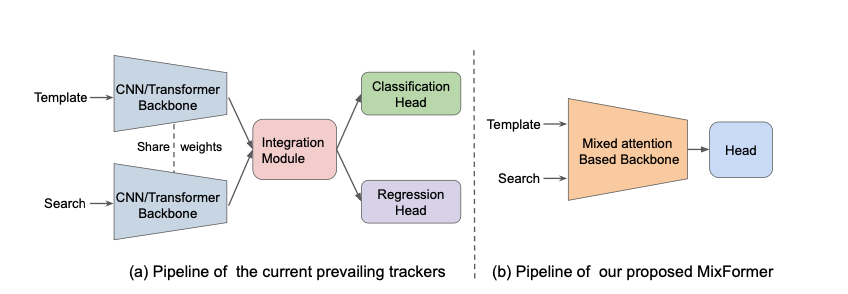 CNN/Transformer
Backbone
Template
Share weights
CNN/Transformer
Backbone
Search
Integration
Module
Classification
Head
Regression
Head
(a) Pipeline of the current prevailing trackers
Template
Search
Mixed attention
Based Backbone
Head
(b) Pipeline of our proposed MixFormer